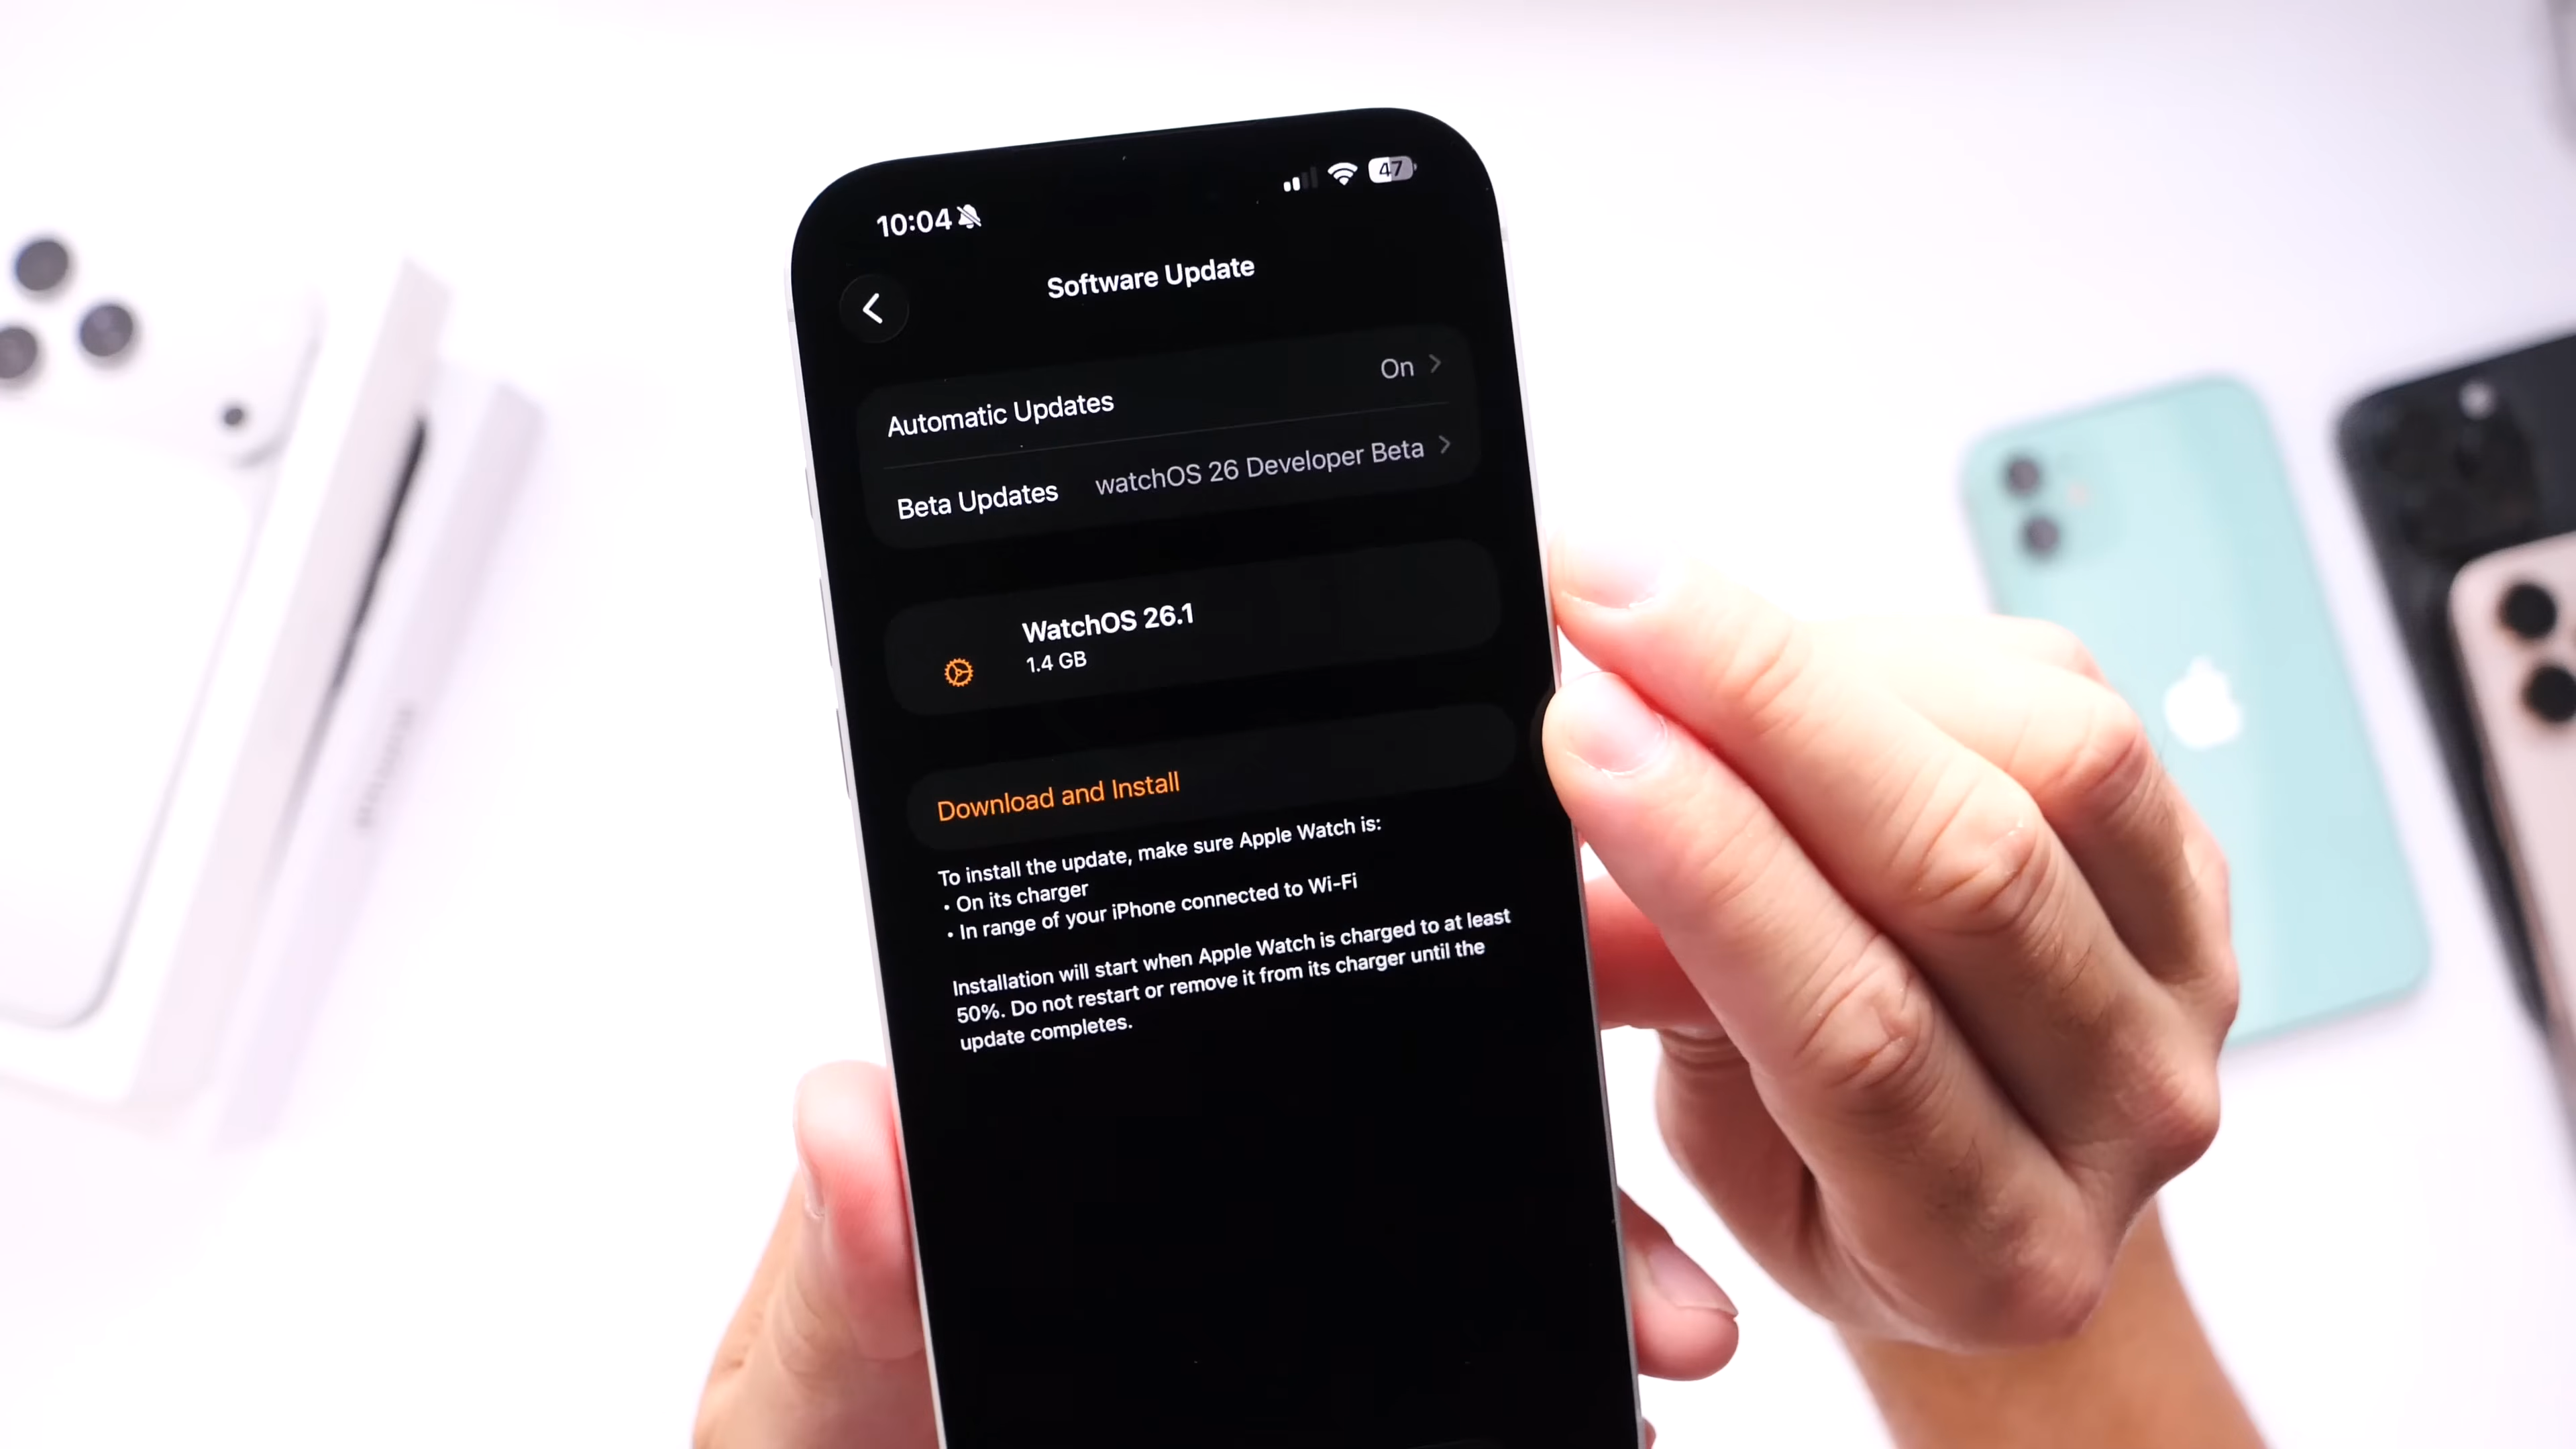 10:04
47
Software Update
Automatic Updates On
Beta Updates watchOS 26 Developer Beta
WatchOS 26.1
1.4 GB
Download and Install
To install the update, make sure Apple Watch is:
• On its charger
• In range of your iPhone connected to Wi-Fi
Installation will start when Apple Watch is charged to at least
50%. Do not restart or remove it from its charger until the
update completes.